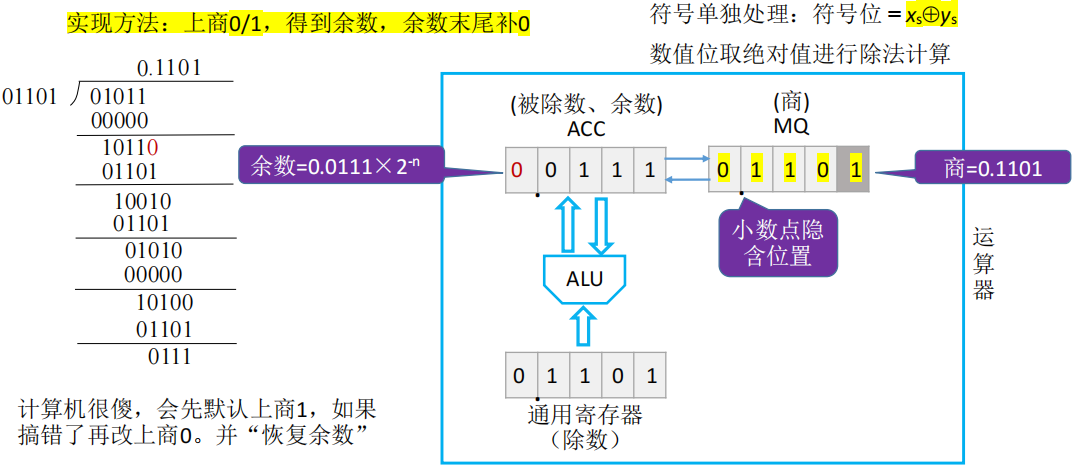 实现方法:上商0/1,得到余数,余数末尾补0
符号单独处理:符号位 = xₛ⊕yₛ
数值位取绝对值进行除法计算
0.1101
01101
01011
00000
10110
01101
10010
01101
01010
00000
10100
01101
0111
计算机很傻,会先默认上商1,如果
搞错了再改上商0。并“恢复余数”
余数=0.0111×2⁻ⁿ
(被除数、余数)
ACC
0 0 1 1 1
(商)
MQ
0 1 1 0 1
商=0.1101
小数点隐
含位置
ALU
0 1 1 0 1
通用寄存器
(除数)
运
算
器